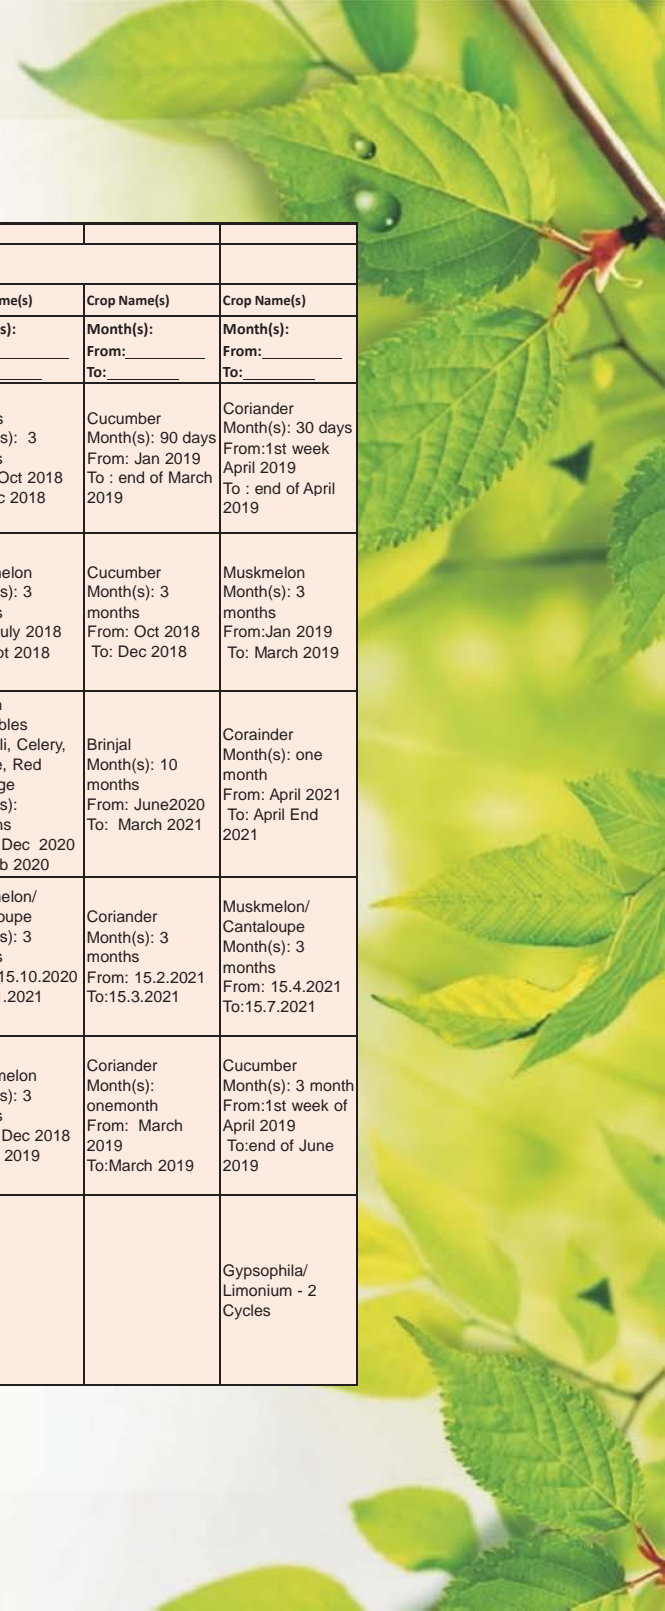 me(s)
Crop Name(s)
Crop Name(s)
s):
Month(s):
From:__________
To:_________
Month(s):
From:__________
To:_________
s
s): 3
s
Oct 2018
c 2018
Cucumber
Month(s): 90 days
From: Jan 2019
To : end of March
2019
Coriander
Month(s): 30 days
From:1st week
April 2019
To : end of April
2019
elon
s): 3
s
uly 2018
ot 2018
Cucumber
Month(s): 3
months
From: Oct 2018
To: Dec 2018
Muskmelon
Month(s): 3
months
From:Jan 2019
To: March 2019
bles
li, Celery,
e, Red
ge
s):
ns
Dec 2020
b 2020
Brinjal
Month(s): 10
months
From: June2020
To: March 2021
Corainder
Month(s): one
month
From: April 2021
To: April End
2021
elon/
oupe
s): 3
s
15.10.2020
.2021
Coriander
Month(s): 3
months
From: 15.2.2021
To:15.3.2021
Muskmelon/
Cantaloupe
Month(s): 3
months
From: 15.4.2021
To:15.7.2021
nelon
s): 3
s
Dec 2018
2019
Coriander
Month(s):
onemonth
From: March
2019
To:March 2019
Cucumber
Month(s): 3 month
From:1st week of
April 2019
To:end of June
2019
Gypsophila/
Limonium - 2
Cycles